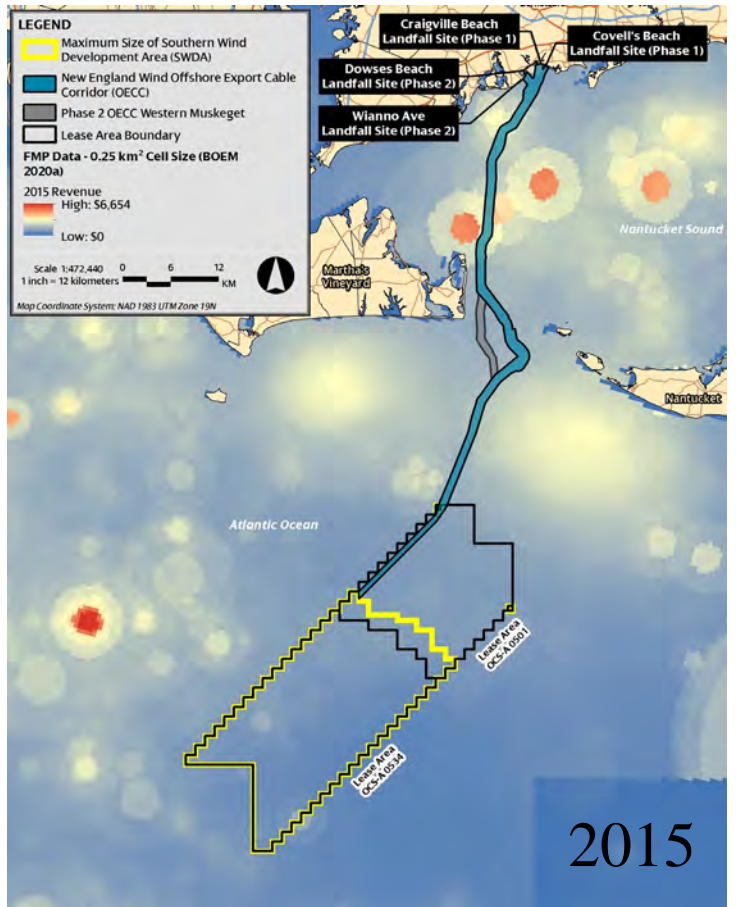 LEGEND
Maximum Size of Southern Wind
Development Area (SWDA)
New England Wind Offshore Export Cable
Corridor (OECC)
Phase 2 OECC Western Muskeget
Lease Area Boundary
FMP Data - 0.25 km² Cell Size (BOEM
2020a)
2015 Revenue
High: $6,654
Low: $0
Scale 1:472,440
1 inch = 12 kilometers
0 6 12
KM
Map Coordinate System: NAD 1983 UTM Zone 19N
Craigville Beach
Landfall Site (Phase 1)
Covell's Beach
Landfall Site (Phase 1)
Dowses Beach
Landfall Site (Phase 2)
Wianno Ave
Landfall Site (Phase 2)
Nantucket Sound
Martha's
Vineyard
Nantucket
Atlantic Ocean
Lease Area
OCS-A 0501
Lease Area
OCS-A 0534
2015